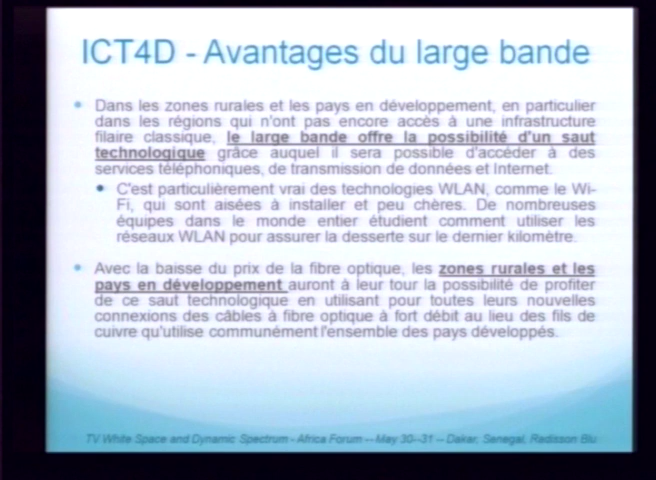 ICT4D - Avantages du large bande
Dans les zones rurales et les pays en développement, en particulier
dans les régions qui n'ont pas encore accès à une infrastructure
filaire classique, le large bande offre la possibilité d'un saut
technologique grâce auquel il sera possible d'accéder à des
services téléphoniques, de transmission de données et Internet.
C'est particulièrement vrai des technologies WLAN, comme le Wi-
Fi, qui sont aisées à installer et peu chères. De nombreuses
équipes dans le monde entier étudient comment utiliser les
réseaux WLAN pour assurer la desserte sur le dernier kilomètre.
Avec la baisse du prix de la fibre optique, les zones rurales et les
pays en développement auront à leur tour la possibilité de profiter
de ce saut technologique en utilisant pour toutes leurs nouvelles
connexions des câbles à fibre optique à fort débit au lieu des fils de
cuivre qu'utilise communément l'ensemble des pays développés.
TV White Space and Dynamic Spectrum - Africa Forum -- May 30--31 -- Dakar, Senegal, Radisson Blu